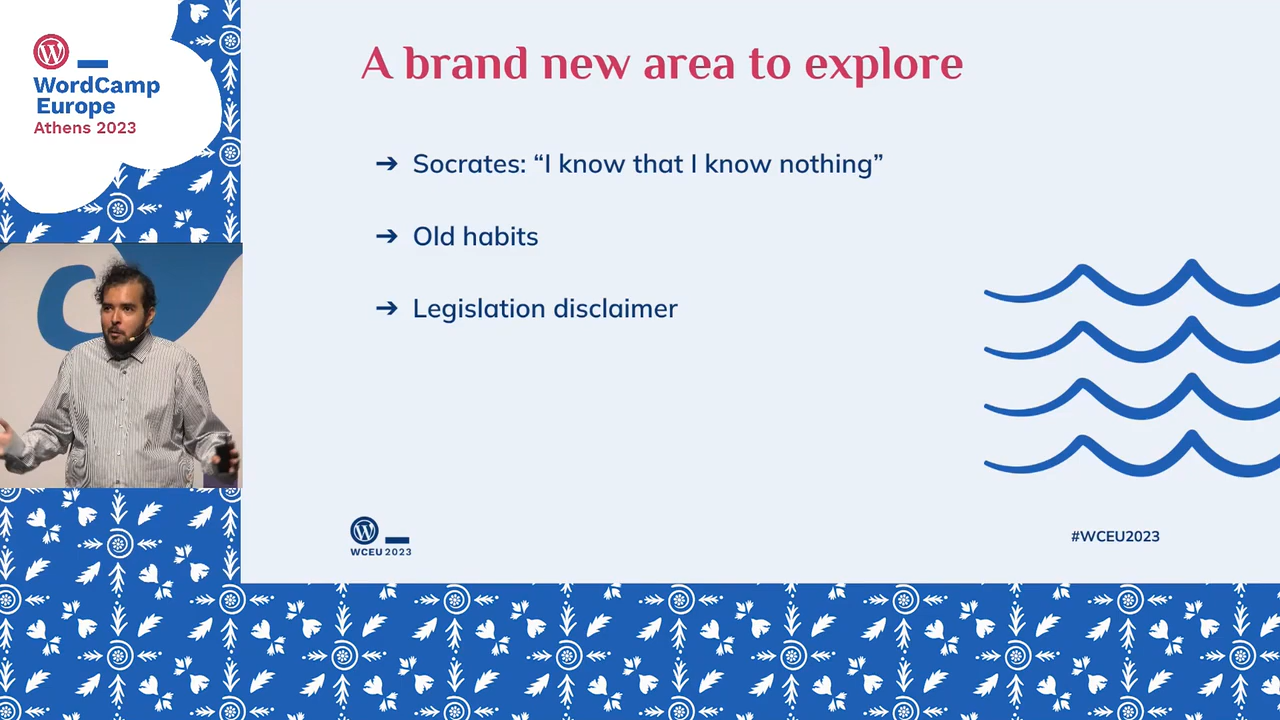 WordCamp
Europe
Athens 2023
A brand new area to explore
➔ Socrates: “I know that I know nothing”
➔ Old habits
➔ Legislation disclaimer
WCEU 2023
#WCEU2023